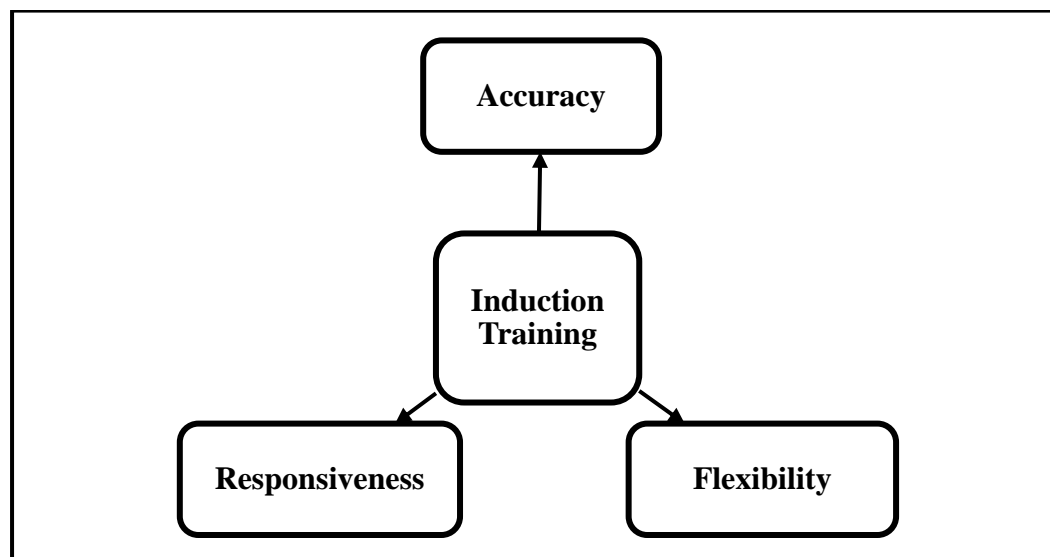 Accuracy
Induction
Training
Responsiveness
Flexibility